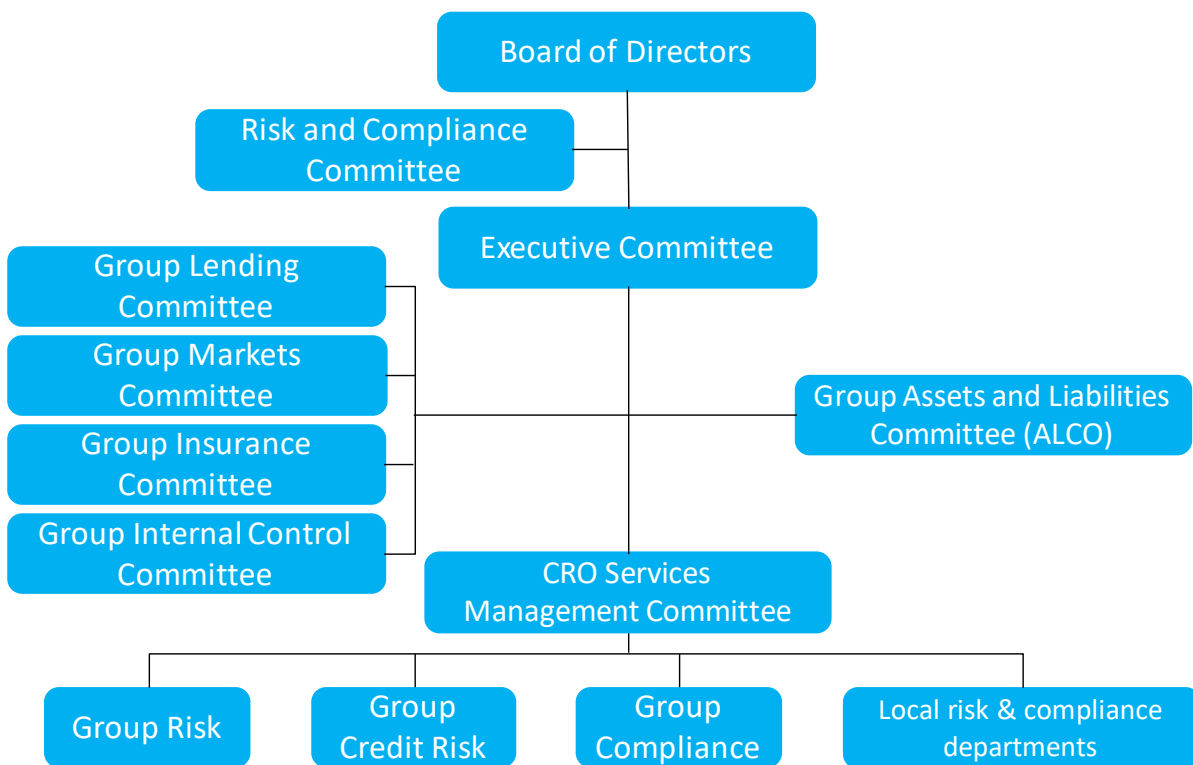 Board of Directors
Risk and Compliance
Committee
Executive Committee
Group Lending
Committee
Group Markets
Committee
Group Insurance
Committee
Group Internal Control
Committee
Group Assets and Liabilities
Committee (ALCO)
CRO Services
Management Committee
Group Risk
Group
Credit Risk
Group
Compliance
Local risk & compliance
departments